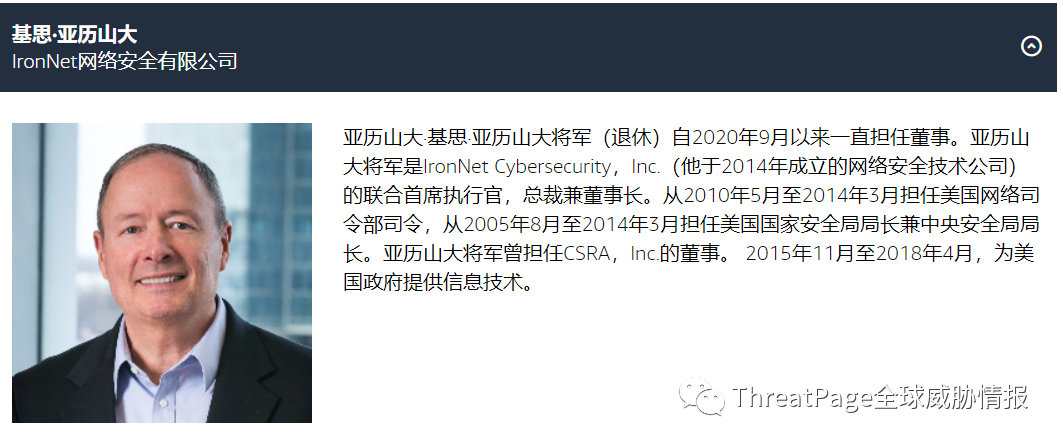 基思·亚历山大
IronNet网络安全有限公司
亚历山大·基思·亚历山大将军（退休）自2020年9月以来一直担任董事。亚历山
大将军是IronNet Cybersecurity，Inc.（他于2014年成立的网络安全技术公司）
的联合首席执行官，总裁兼董事长。从2010年5月至2014年3月担任美国网络司
令部司令，从2005年8月至2014年3月担任美国国家安全局局长兼中央安全局局
长。亚历山大将军曾担任CSRA，Inc.的董事。 2015年11月至2018年4月，为美
国政府提供信息技术。
ThreatPage全球威胁情报